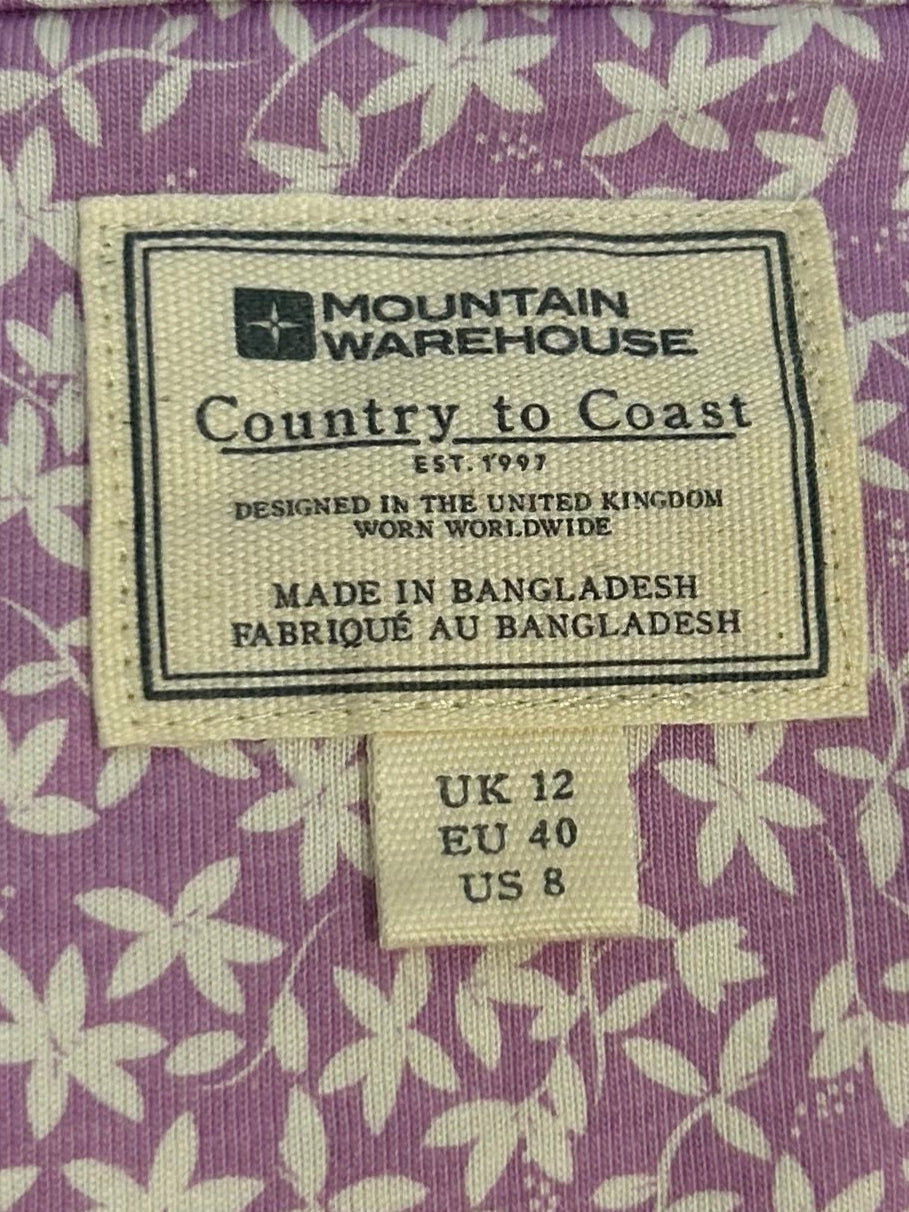 MOUNTAIN
WAREHOUSE
Country to Coast
EST. 1997
DESIGNED IN THE UNITED KINGDOM
WORN WORLDWIDE
MADE IN BANGLADESH
FABRIQUÉ AU BANGLADESH
UK 12
EU 40
US 8